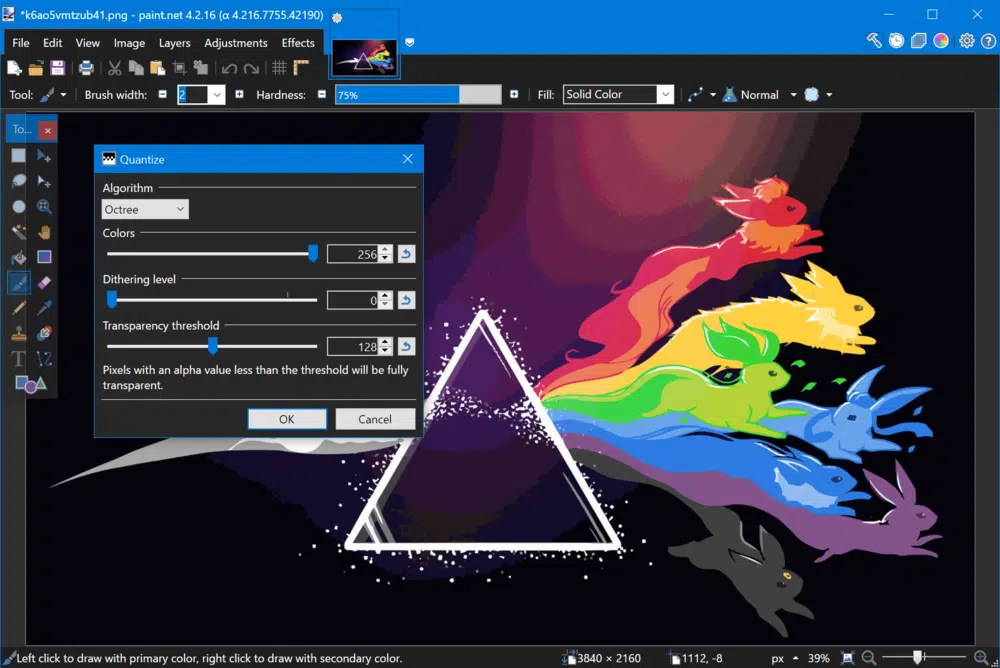 *k6ao5vmtzub41.png - paint.net 4.2.16 (α 4.216.7755.42190)
File Edit View Image Layers Adjustments Effects
Tool: Brush width: 2 Hardness: 75% Fill: Solid Color Normal
To...
Quantize
Algorithm
Octree
Colors
256
Dithering level
0
Transparency threshold
128
Pixels with an alpha value less than the threshold will be fully
transparent.
OK Cancel
Left click to draw with primary color, right click to draw with secondary color. 3840 × 2160 1112, -8 px 39%